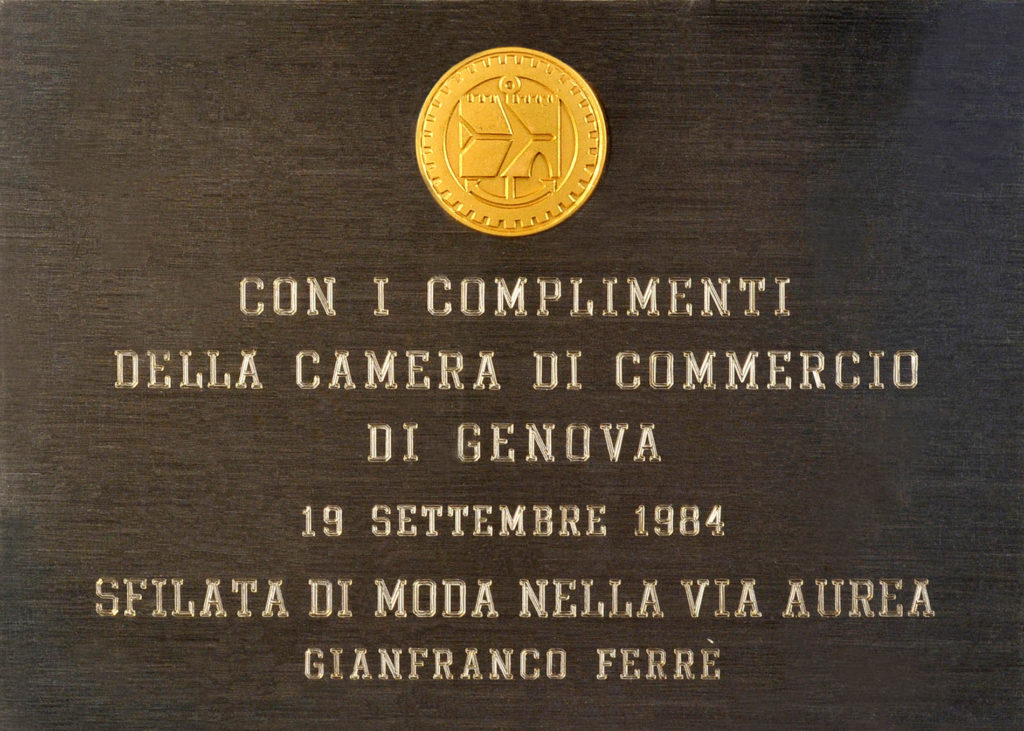 CON I COMPLIMENTI
DELLA CAMERA DI COMMERCIO
DI GENOVA
19 SETTEMBRE 1984
SFILATA DI MODA NELLA VIA AUREA
GIANFRANCO FERRÈ